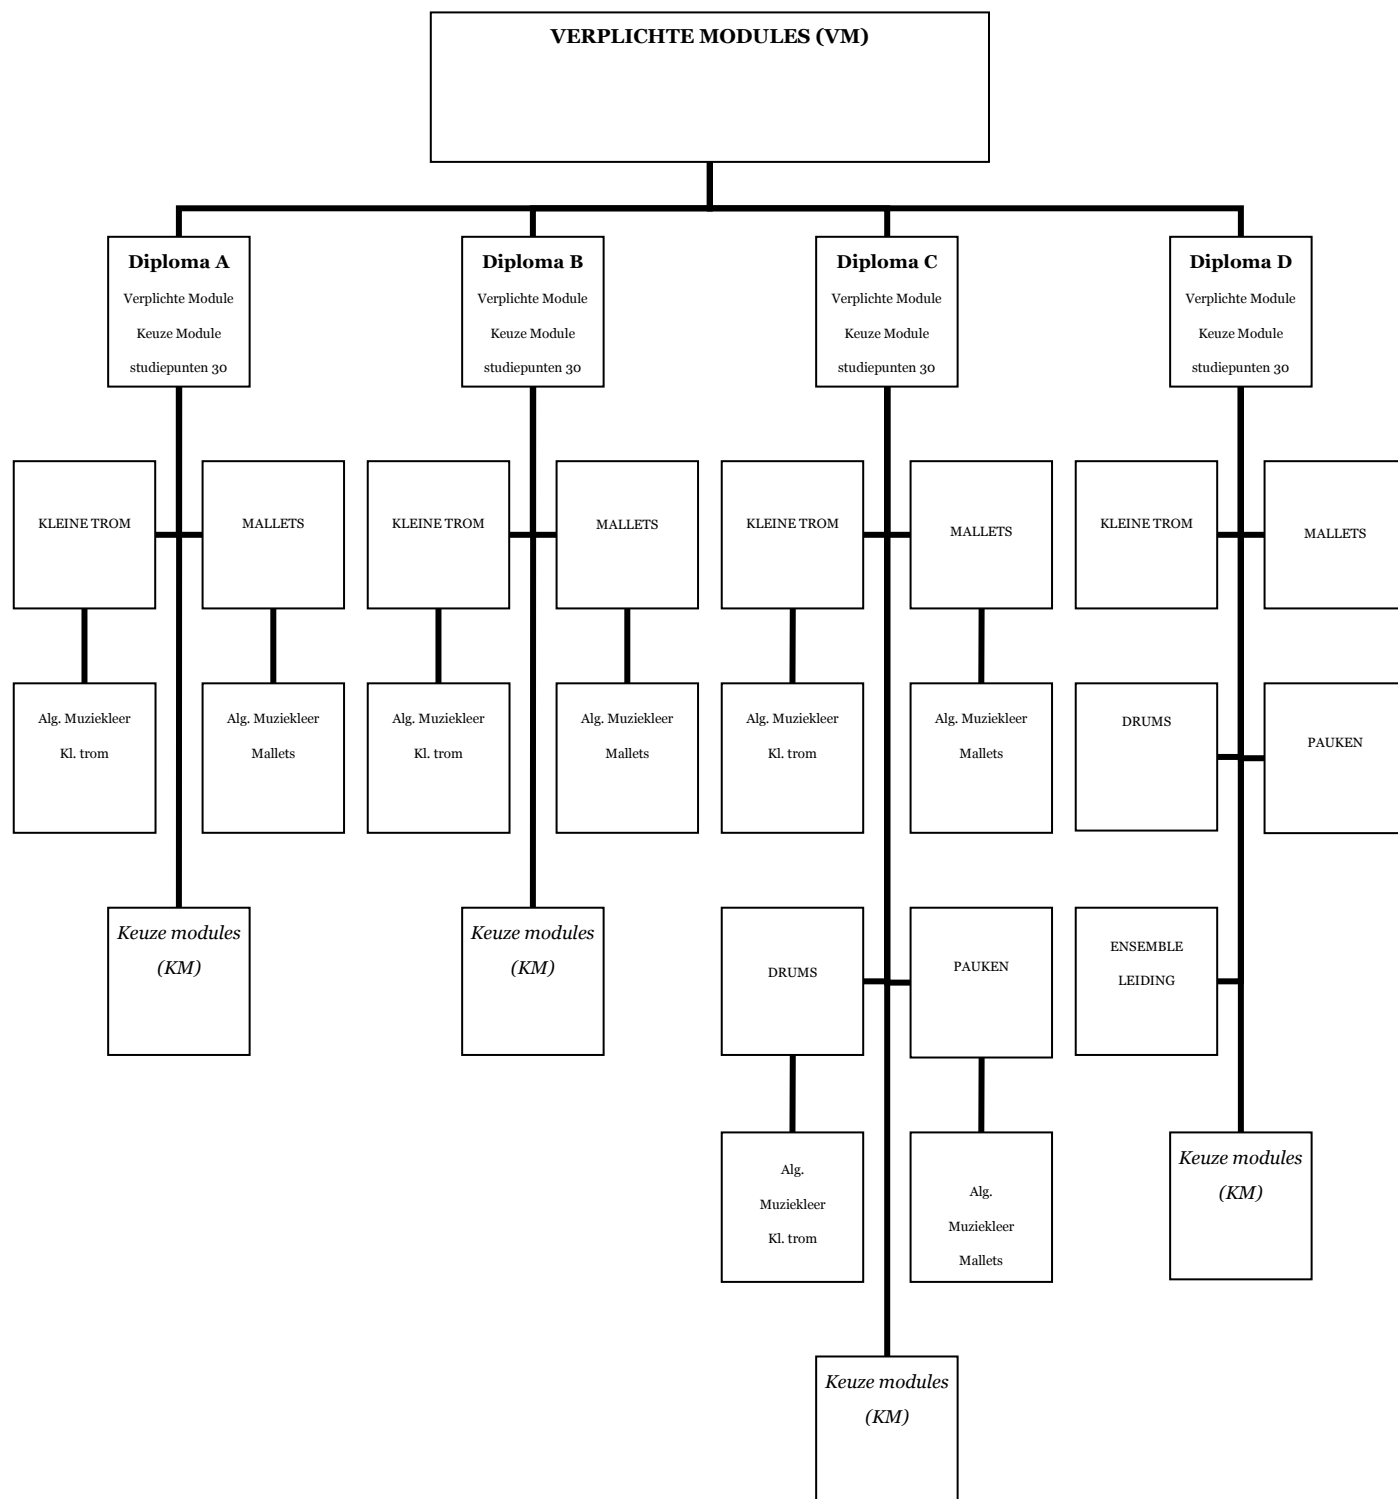 VERPLICHTE MODULES (VM)
Diploma A
Verplichte Module
Keuze Module
studiepunten 30
Diploma B
Verplichte Module
Keuze Module
studiepunten 30
Diploma C
Verplichte Module
Keuze Module
studiepunten 30
Diploma D
Verplichte Module
Keuze Module
studiepunten 30
KLEINE TROM
MALLETS
KLEINE TROM
MALLETS
KLEINE TROM
MALLETS
KLEINE TROM
MALLETS
Alg. Muziekleer
Kl. trom
Alg. Muziekleer
Mallets
Alg. Muziekleer
Kl. trom
Alg. Muziekleer
Mallets
Alg. Muziekleer
Kl. trom
Alg. Muziekleer
Mallets
DRUMS
PAUKEN
Keuze modules
(KM)
Keuze modules
(KM)
DRUMS
PAUKEN
ENSEMBLE
LEIDING
Alg.
Muziekleer
Kl. trom
Alg.
Muziekleer
Mallets
Keuze modules
(KM)
Keuze modules
(KM)